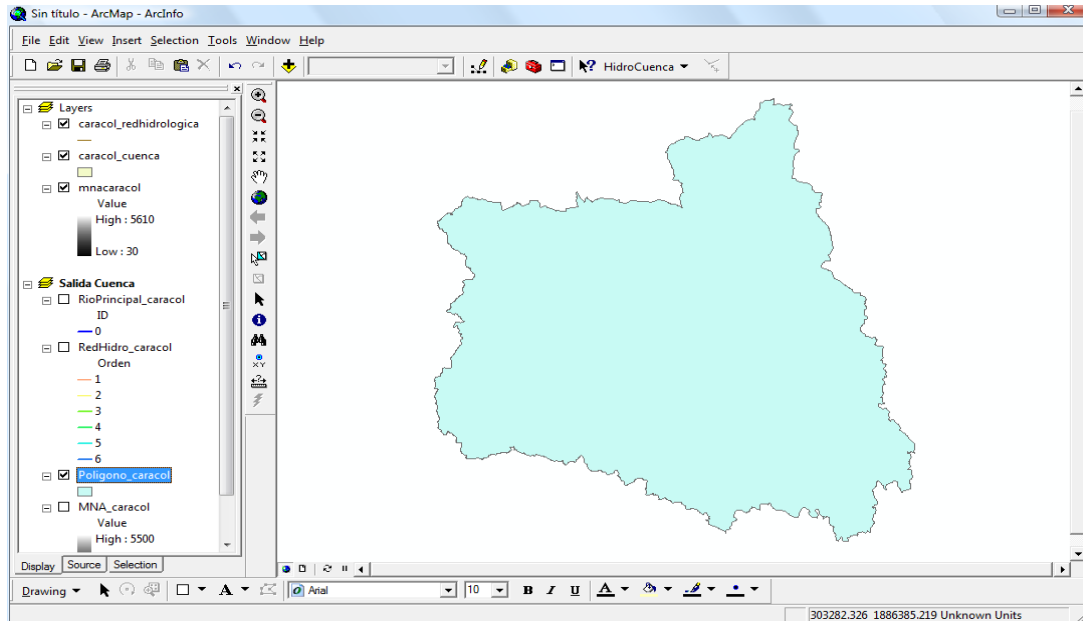 Sin título - ArcMap - ArcInfo
File Edit View Insert Selection Tools Window Help
HidroCuenca
Layers
caracol_redhidrologica
caracol_cuenca
mnacaracol
Value
High : 5610
Low : 30
Salida Cuenca
RioPrincipal_caracol
ID
0
RedHidro_caracol
Orden
1
2
3
4
5
6
Poligono_caracol
MNA_caracol
Value
High : 5500
Display Source Selection
Drawing A Arial 10 B I U A
303282.326 1886385.219 Unknown Units